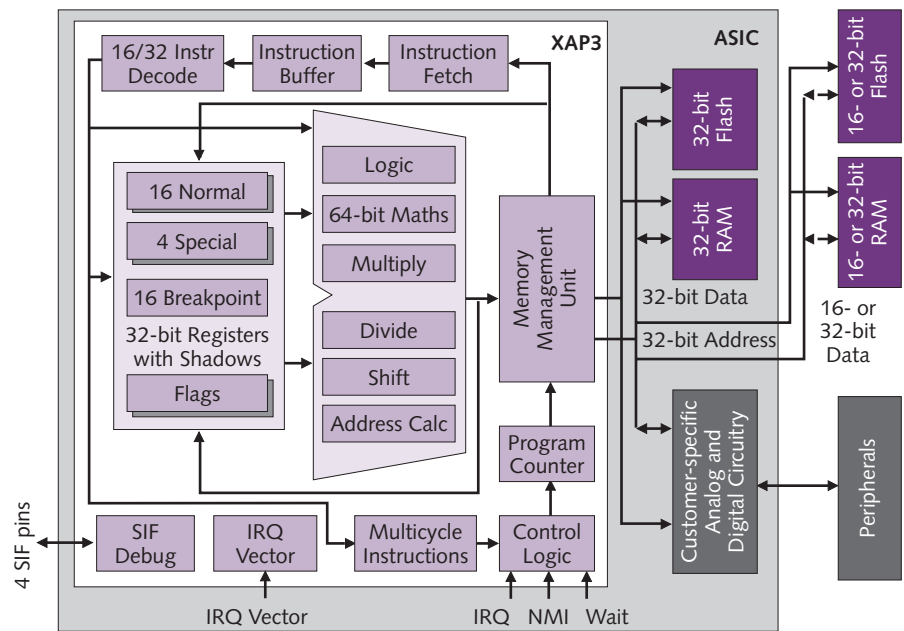 XAP3
ASIC
16/32 Instr
Decode
Instruction
Buffer
Instruction
Fetch
16 Normal
4 Special
16 Breakpoint
32-bit Registers
with Shadows
Flags
Logic
64-bit Maths
Multiply
Divide
Shift
Address Calc
Memory
Management
Unit
Program
Counter
SIF
Debug
IRQ
Vector
Multicycle
Instructions
Control
Logic
4 SIF pins
IRQ Vector
IRQ
NMI
Wait
32-bit
Flash
32-bit
RAM
32-bit Data
32-bit Address
Customer-specific
Analog and
Digital Circuitry
16- or 32-bit
Flash
16- or 32-bit
RAM
16- or
32-bit
Data
Peripherals